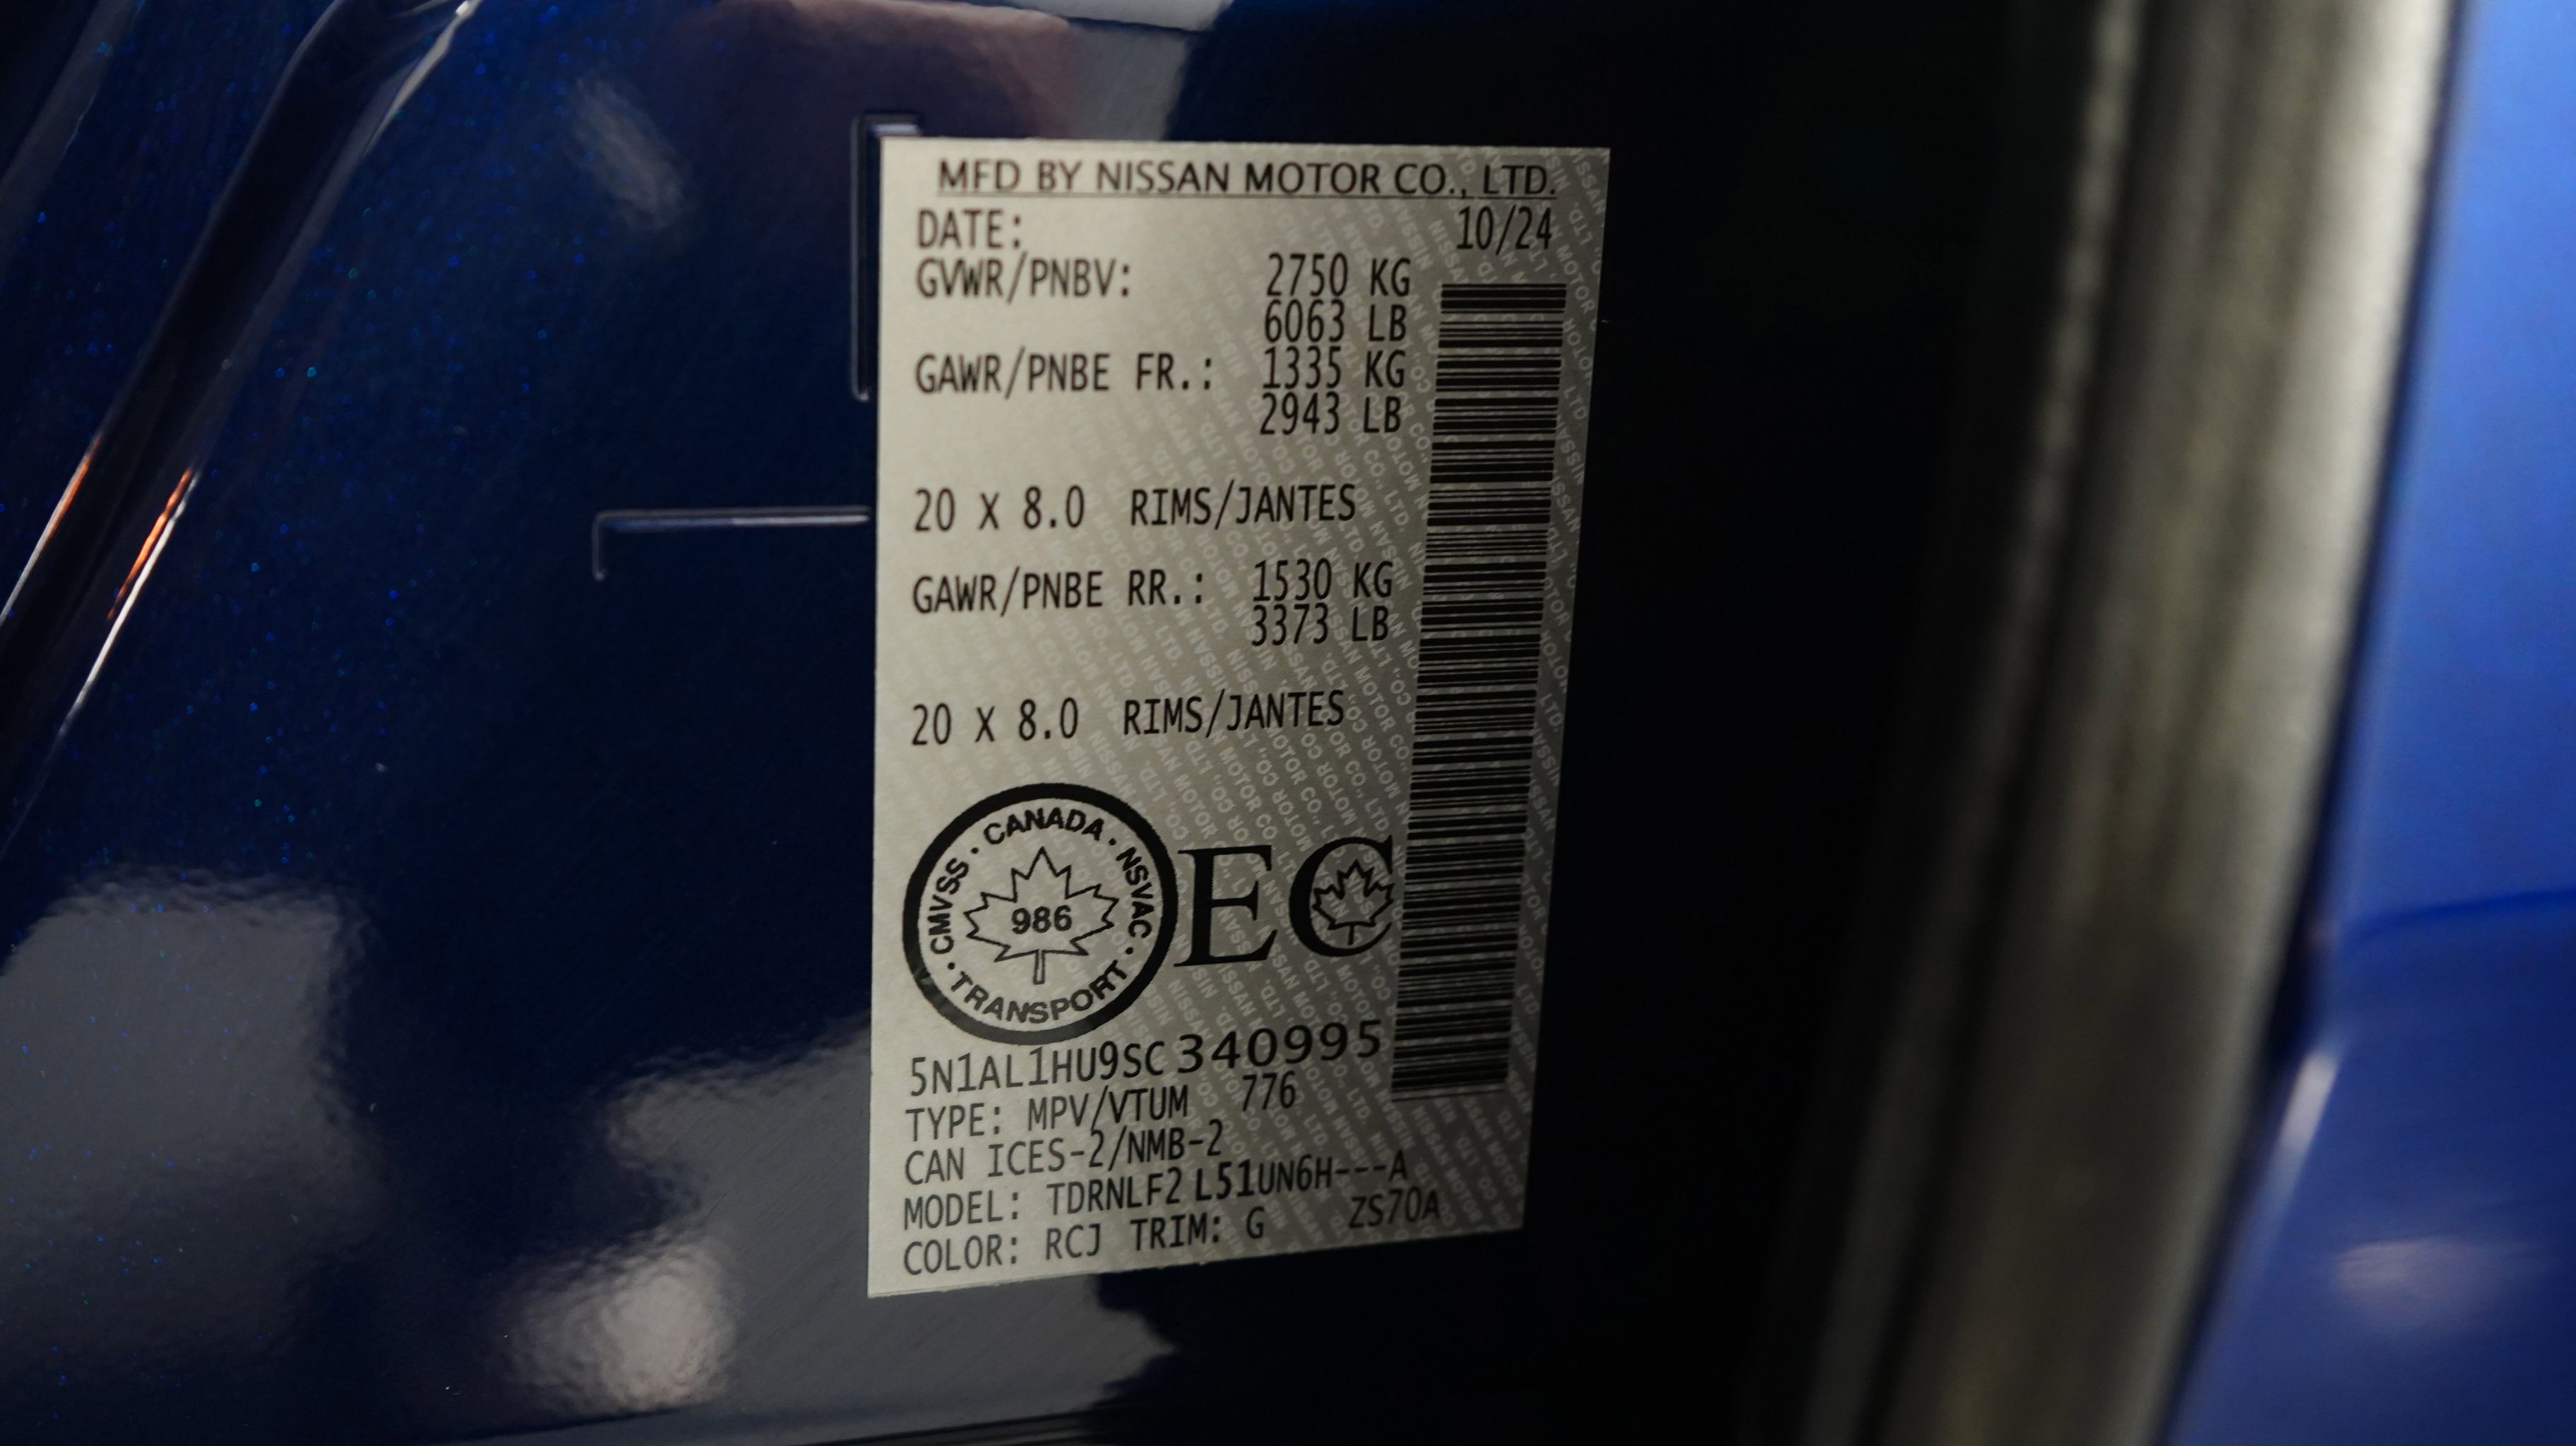 MFD BY NISSAN MOTOR CO., LTD.
DATE: 10/24
GVWR/PNBV: 2750 KG
6063 LB
GAWR/PNBE FR.: 1335 KG
2943 LB
20 X 8.0 RIMS/JANTES
GAWR/PNBE RR.: 1530 KG
3373 LB
20 X 8.0 RIMS/JANTES
CMVSS · CANADA · NSVAC · TRANSPORT ·
986
EC
5N1AL1HU9SC340995
TYPE: MPV/VTUM 776
CAN ICES-2/NMB-2
MODEL: TDRNLF2 L51UN6H---A
COLOR: RCJ TRIM: G ZS70A